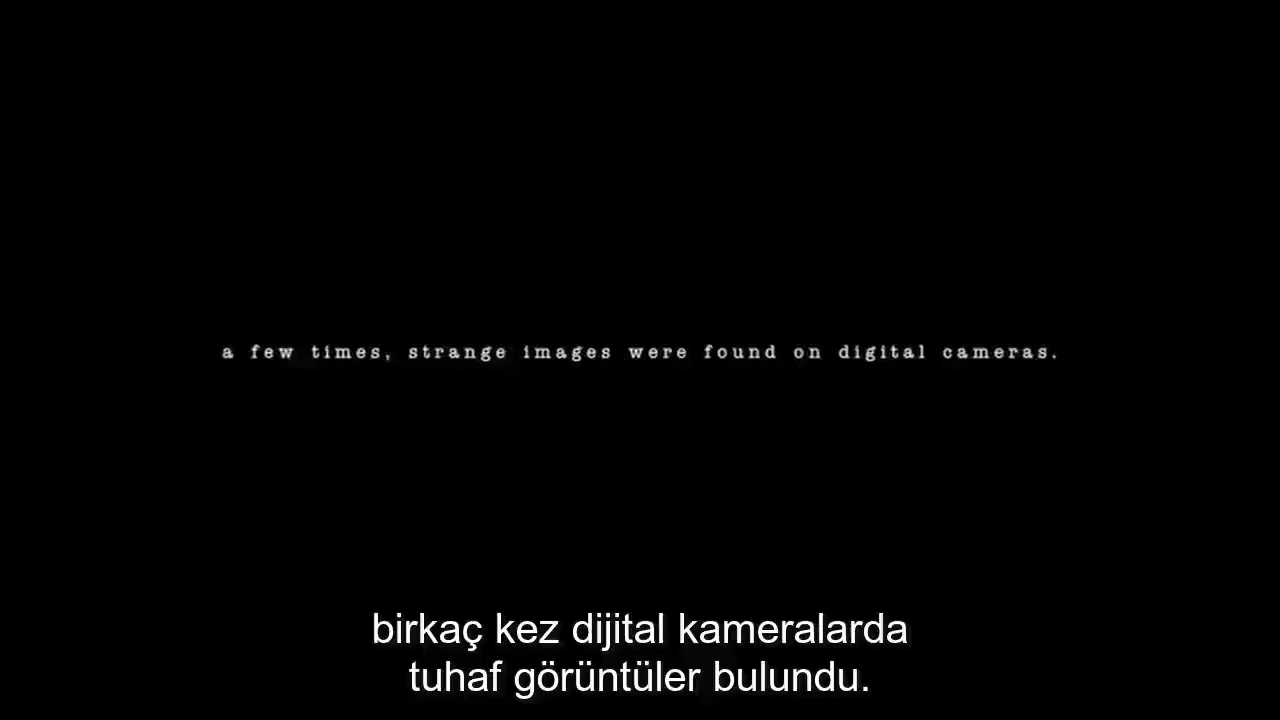 a few times, strange images were found on digital cameras.
birkaç kez dijital kameralarda
tuhaf görüntüler bulundu.